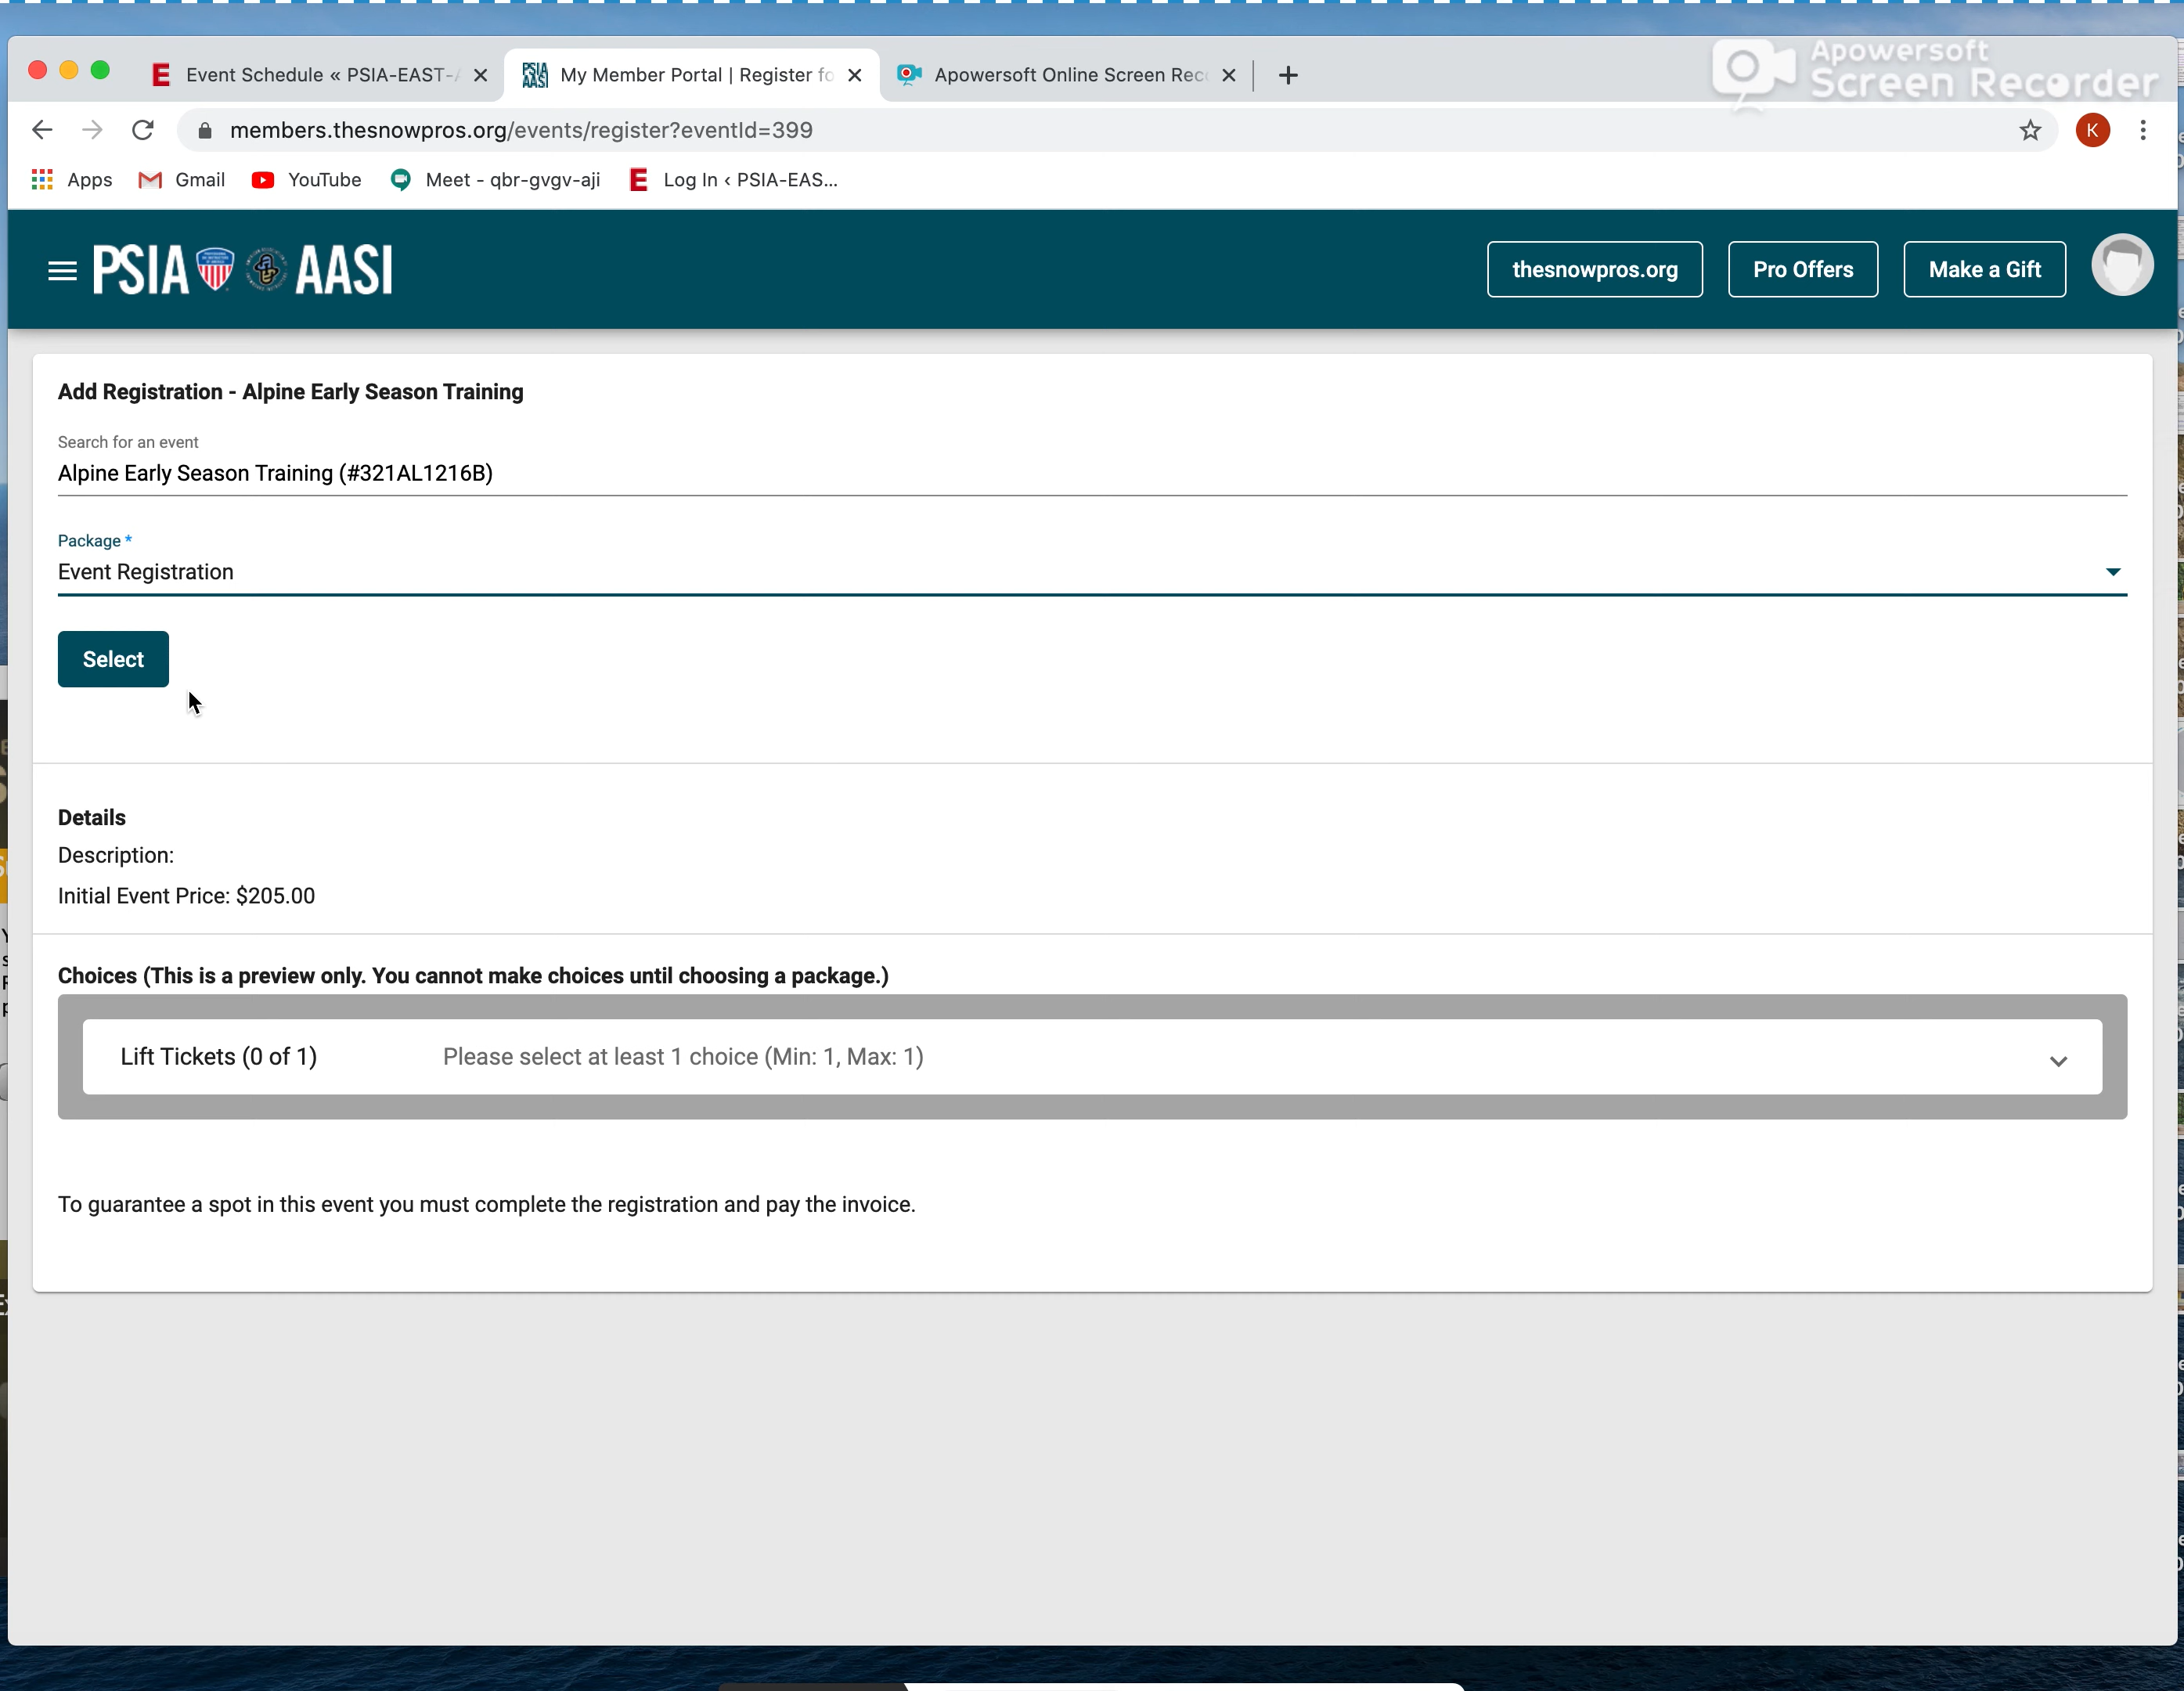 Apowersoft
Screen Recorder
Event Schedule « PSIA-EAST-
My Member Portal | Register fo
Apowersoft Online Screen Rec
members.thesnowpros.org/events/register?eventId=399
K
Apps
Gmail
YouTube
Meet - qbr-gvgv-aji
Log In ‹ PSIA-EAS...
PSIA AASI
thesnowpros.org
Pro Offers
Make a Gift
Add Registration - Alpine Early Season Training
Search for an event
Alpine Early Season Training (#321AL1216B)
Package *
Event Registration
Select
Details
Description:
Initial Event Price: $205.00
Choices (This is a preview only. You cannot make choices until choosing a package.)
Lift Tickets (0 of 1) Please select at least 1 choice (Min: 1, Max: 1)
To guarantee a spot in this event you must complete the registration and pay the invoice.